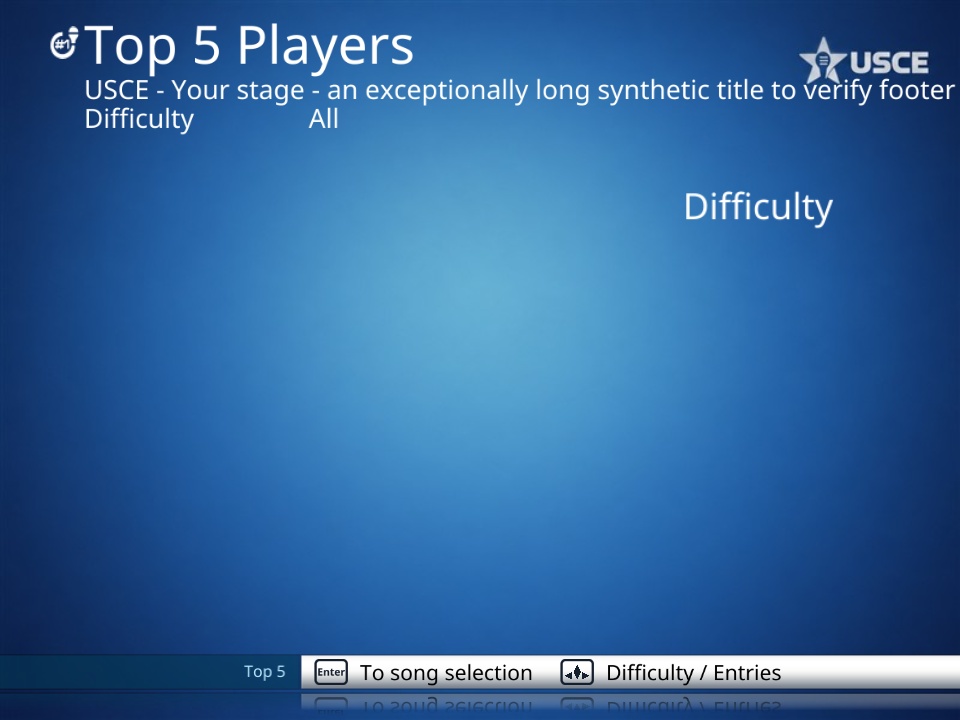 #1
Top 5 Players
USCE
USCE - Your stage - an exceptionally long synthetic title to verify footer
Difficulty All
Difficulty
Top 5
Enter To song selection Difficulty / Entries